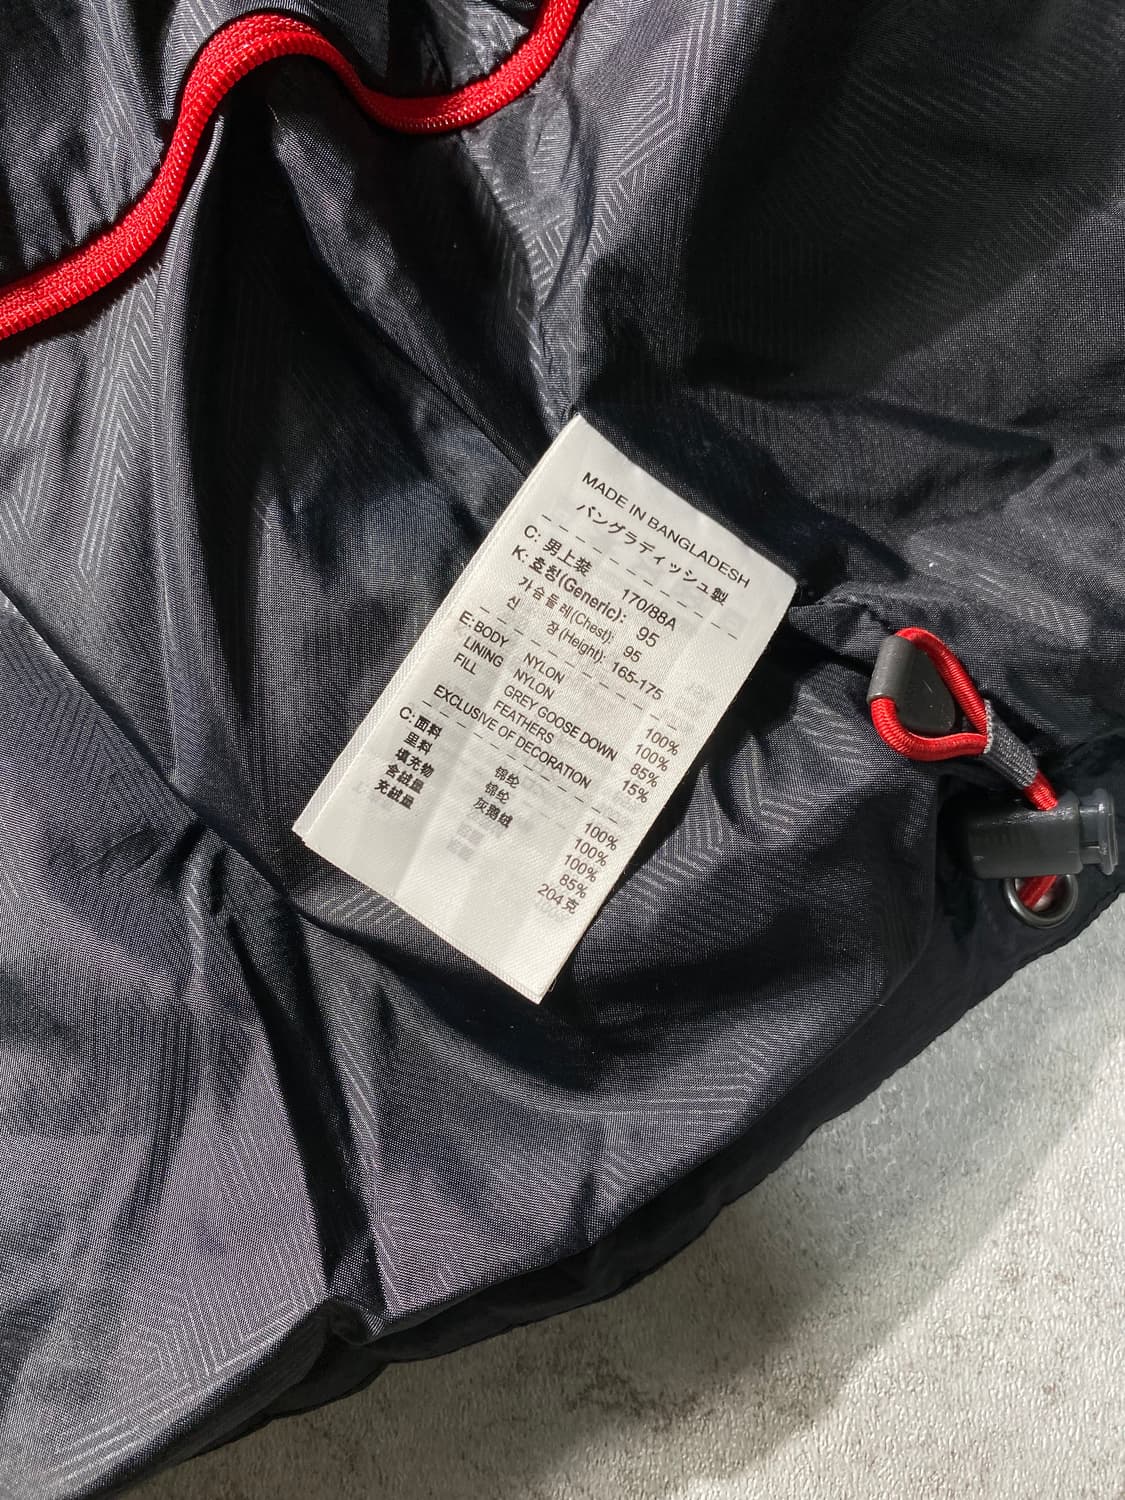 MADE IN BANGLADESH
バングラディッシュ製
C: 男上装 170/88A
K: 호칭(Generic): 95
가슴둘레(Chest): 95
신 장 (Height): 165-175
E:BODY NYLON 100%
LINING NYLON 100%
FILL GREY GOOSE DOWN 85%
FEATHERS 15%
EXCLUSIVE OF DECORATION
C:面料 锦纶 100%
里料 锦纶 100%
填充物 灰鹅绒 100%
含绒量 85%
充绒量 204克